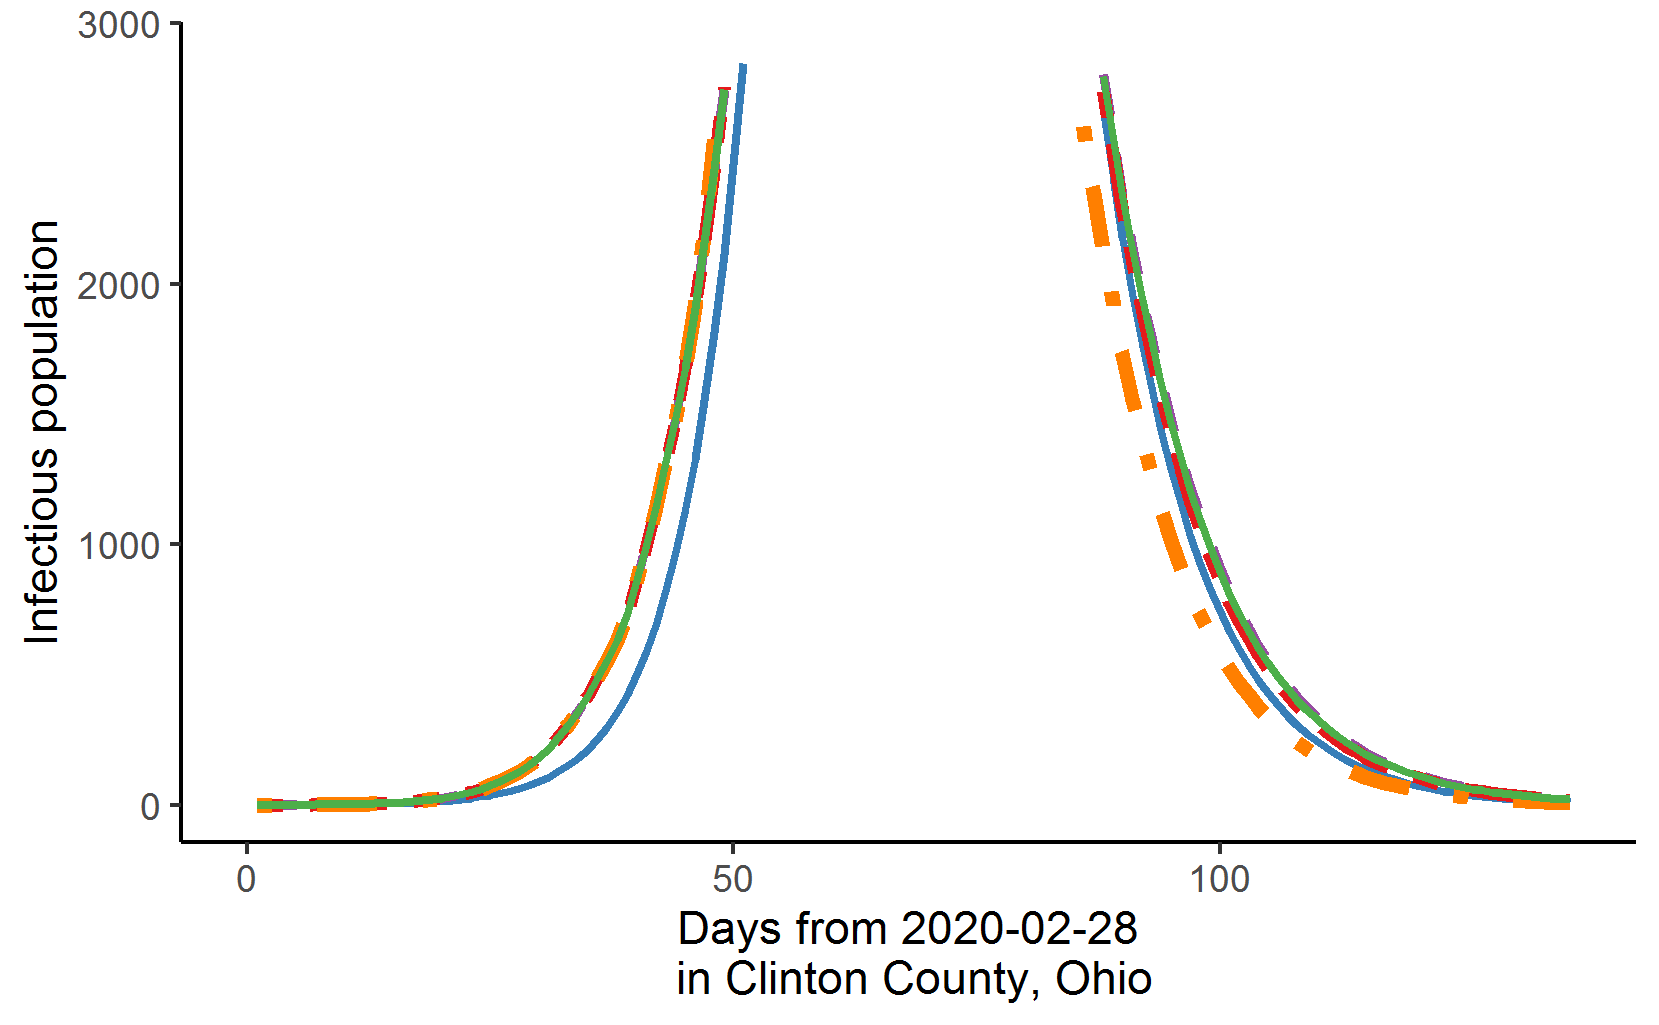 3000
2000
1000
0
Infectious population
0 50 100
Days from 2020-02-28
in Clinton County, Ohio